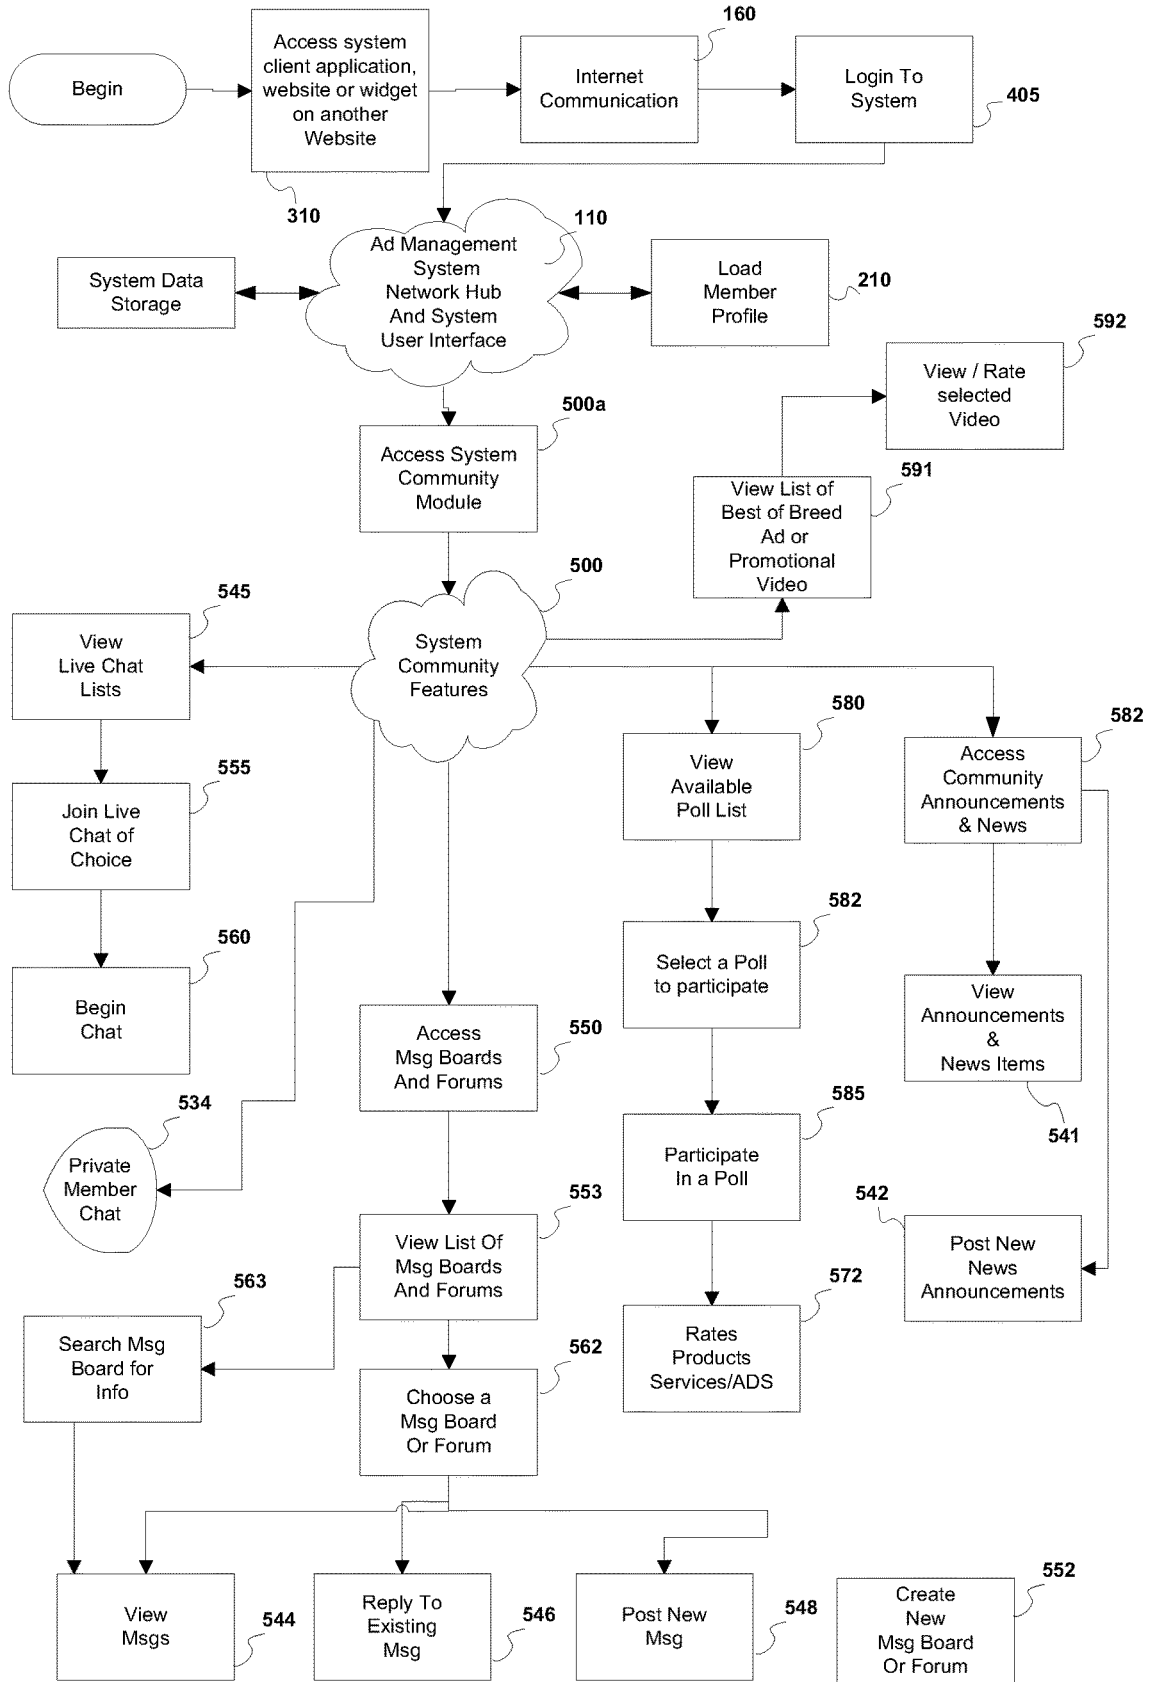 Begin
Access system
client application,
website or widget
on another
Website
310
Internet
Communication
160
Login To
System
405
Ad Management
System
Network Hub
And System
User Interface
110
System Data
Storage
Load
Member
Profile
210
View / Rate
selected
Video
592
Access System
Community
Module
500a
View List of
Best of Breed
Ad or
Promotional
Video
591
System
Community
Features
500
View
Live Chat
Lists
545
Join Live
Chat of
Choice
555
Begin
Chat
560
Private
Member
Chat
534
Access
Msg Boards
And Forums
550
View List Of
Msg Boards
And Forums
553
Search Msg
Board for
Info
563
Choose a
Msg Board
Or Forum
562
View
Available
Poll List
580
Select a Poll
to participate
582
Participate
In a Poll
585
Rates
Products
Services/ADS
572
Access
Community
Announcements
& News
582
View
Announcements
&
News Items
541
Post New
News
Announcements
542
View
Msgs
544
Reply To
Existing
Msg
546
Post New
Msg
548
Create
New
Msg Board
Or Forum
552